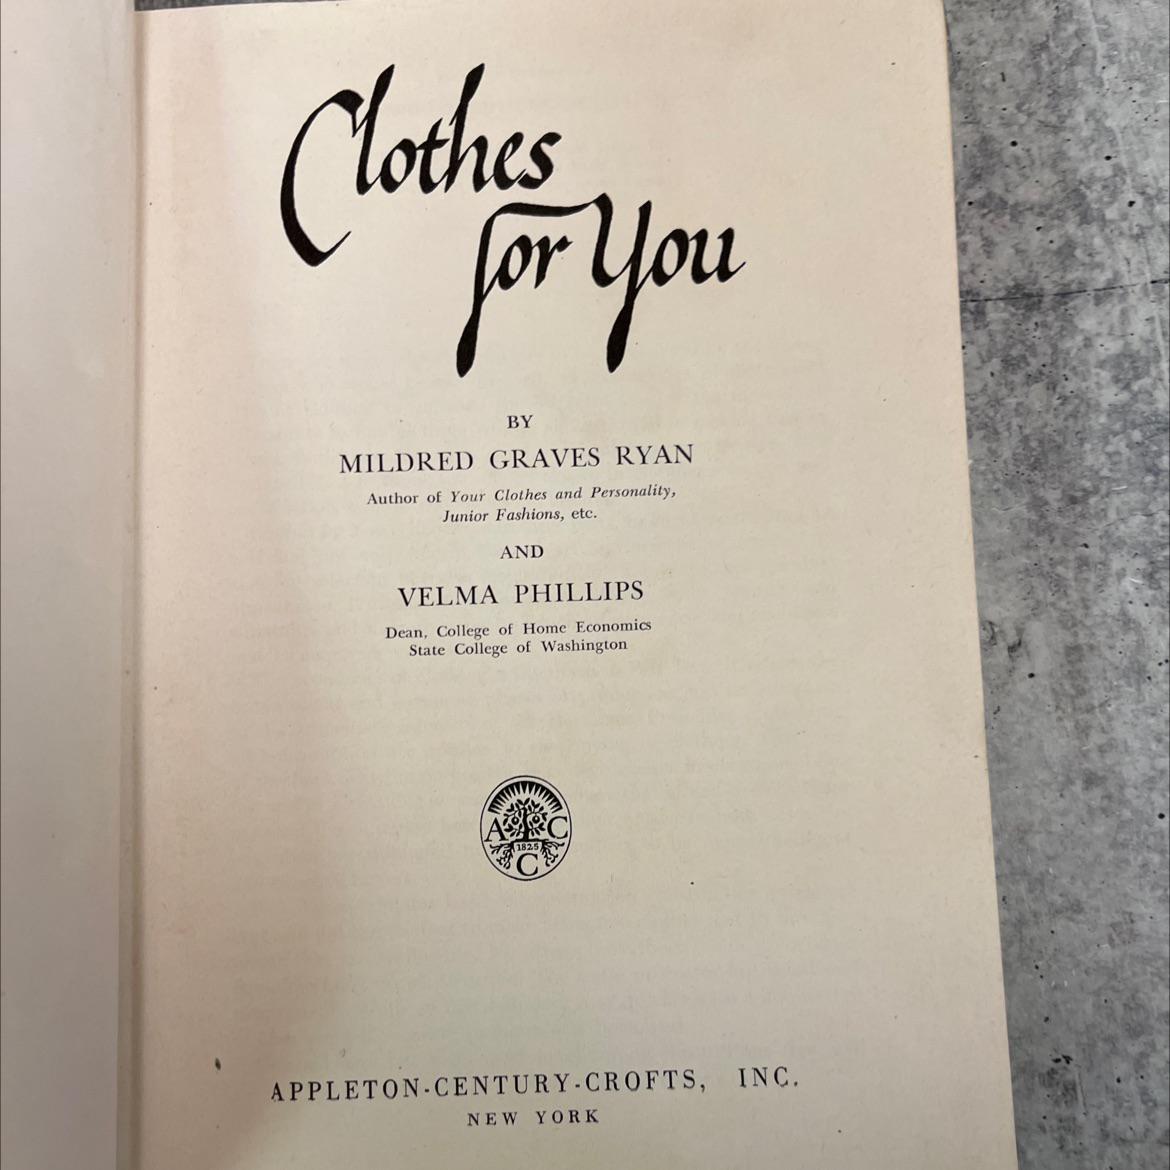 Clothes
for You
BY
MILDRED GRAVES RYAN
Author of Your Clothes and Personality,
Junior Fashions, etc.
AND
VELMA PHILLIPS
Dean, College of Home Economics
State College of Washington
A C
1825
C
APPLETON-CENTURY-CROFTS, INC.
NEW YORK